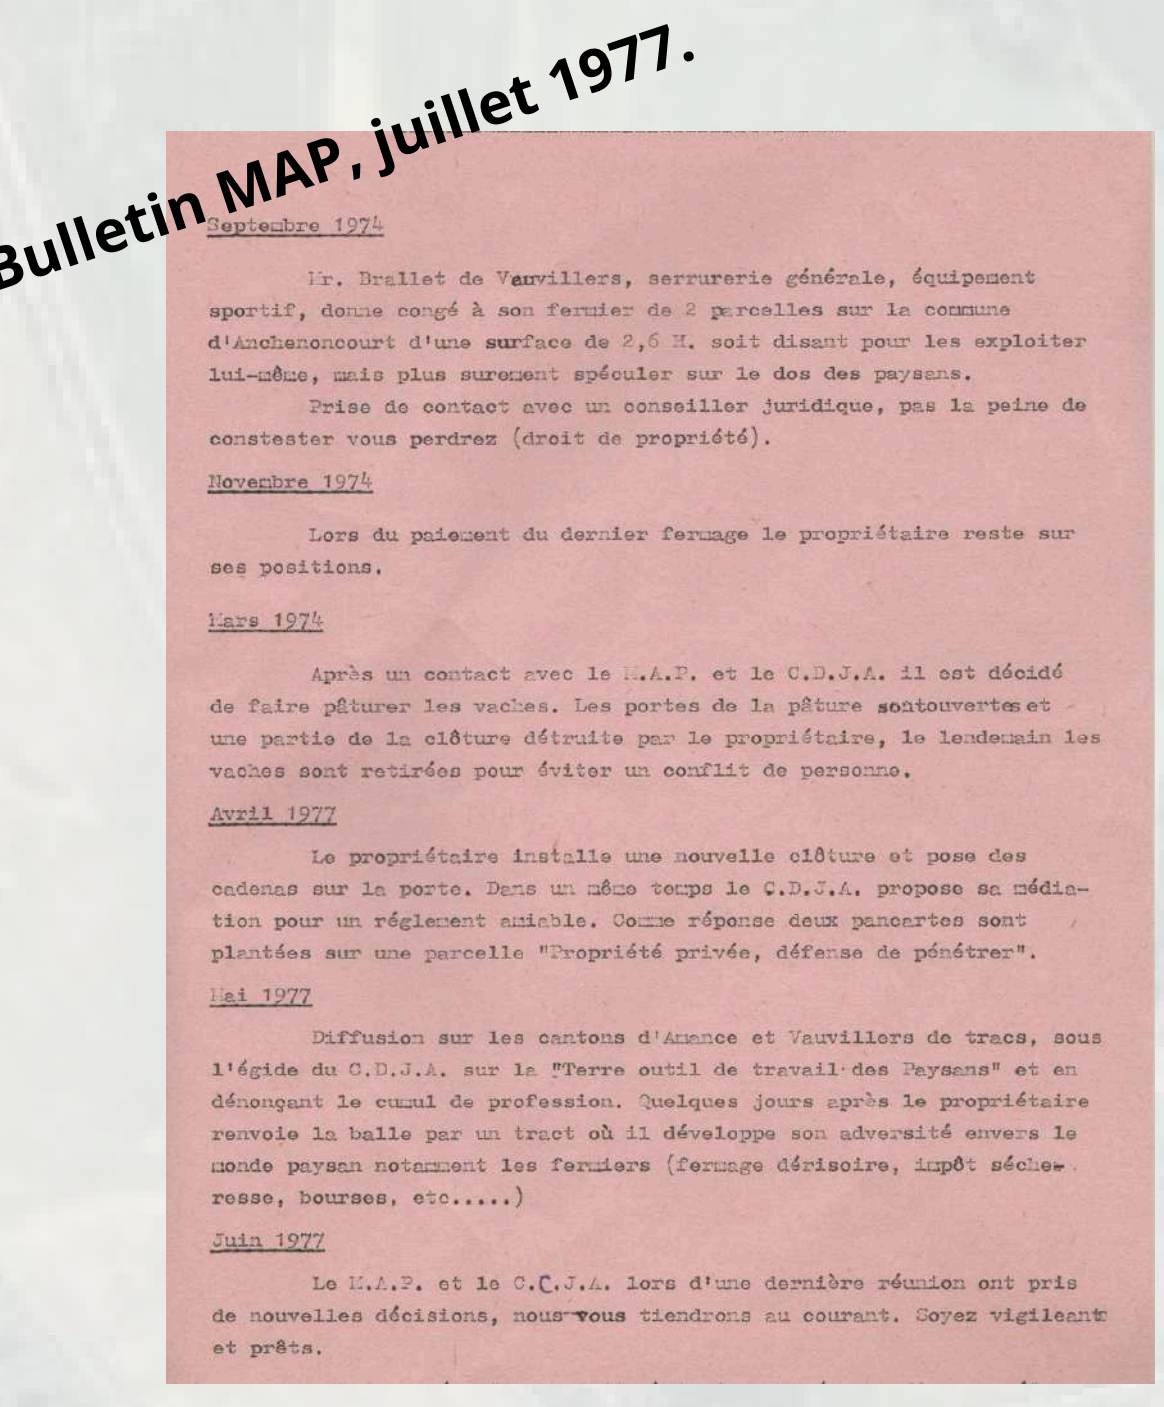 Bulletin MAP, juillet 1977.
Septembre 1974
Mr. Brallet de Vauvillers, serrurerie générale, équipement
sportif, donne congé à son fermier de 2 parcelles sur la commune
d'Anchenoncourt d'une surface de 2,6 H. soit disant pour les exploiter
lui-même, mais plus surement spéculer sur le dos des paysans.
Prise de contact avec un conseiller juridique, pas la peine de
constester vous perdrez (droit de propriété).
Novembre 1974
Lors du paiement du dernier fermage le propriétaire reste sur
ses positions.
Mars 1974
Après un contact avec le M.A.P. et le C.D.J.A. il est décidé
de faire pâturer les vaches. Les portes de la pâture sontouvertes et
une partie de la clôture détruite par le propriétaire, le lendemain les
vaches sont retirées pour éviter un conflit de personne.
Avril 1977
Le propriétaire installe une nouvelle clôture et pose des
cadenas sur la porte. Dans un même temps le C.D.J.A. propose sa média-
tion pour un réglement amiable. Comme réponse deux pancartes sont
plantées sur une parcelle "Propriété privée, défense de pénétrer".
Mai 1977
Diffusion sur les cantons d'Amance et Vauvillers de tracs, sous
l'égide du C.D.J.A. sur la "Terre outil de travail des Paysans" et en
dénonçant le cumul de profession. Quelques jours après le propriétaire
renvoie la balle par un tract où il développe son adversité envers le
monde paysan notamment les fermiers (fermage dérisoire, impôt séche-
resse, bourses, etc.....)
Juin 1977
Le M.A.P. et le C.C.J.A. lors d'une dernière réunion ont pris
de nouvelles décisions, nous vous tiendrons au courant. Soyez vigileants
et prêts.